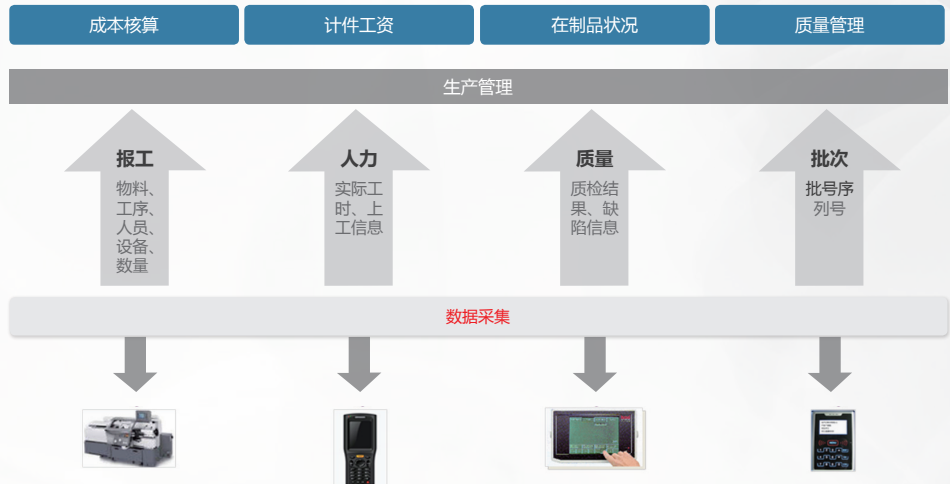 成本核算
计件工资
在制品状况
质量管理
生产管理
报工
物料、
工序、
人员、
设备、
数量
人力
实际工
时、上
工信息
质量
质检结
果、缺
陷信息
批次
批号序
列号
数据采集